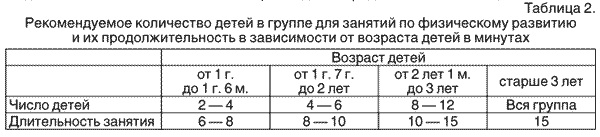 Таблица 2.
Рекомендуемое количество детей в группе для занятий по физическому развитию
и их продолжительность в зависимости от возраста детей в минутах
Возраст детей
от 1 г. до 1 г. 6 м. от 1 г. 7 г. до 2 лет от 2 лет 1 м. до 3 лет старше 3 лет
Число детей 2 — 4 4 — 6 8 — 12 Вся группа
Длительность занятия 6 — 8 8 — 10 10 — 15 15